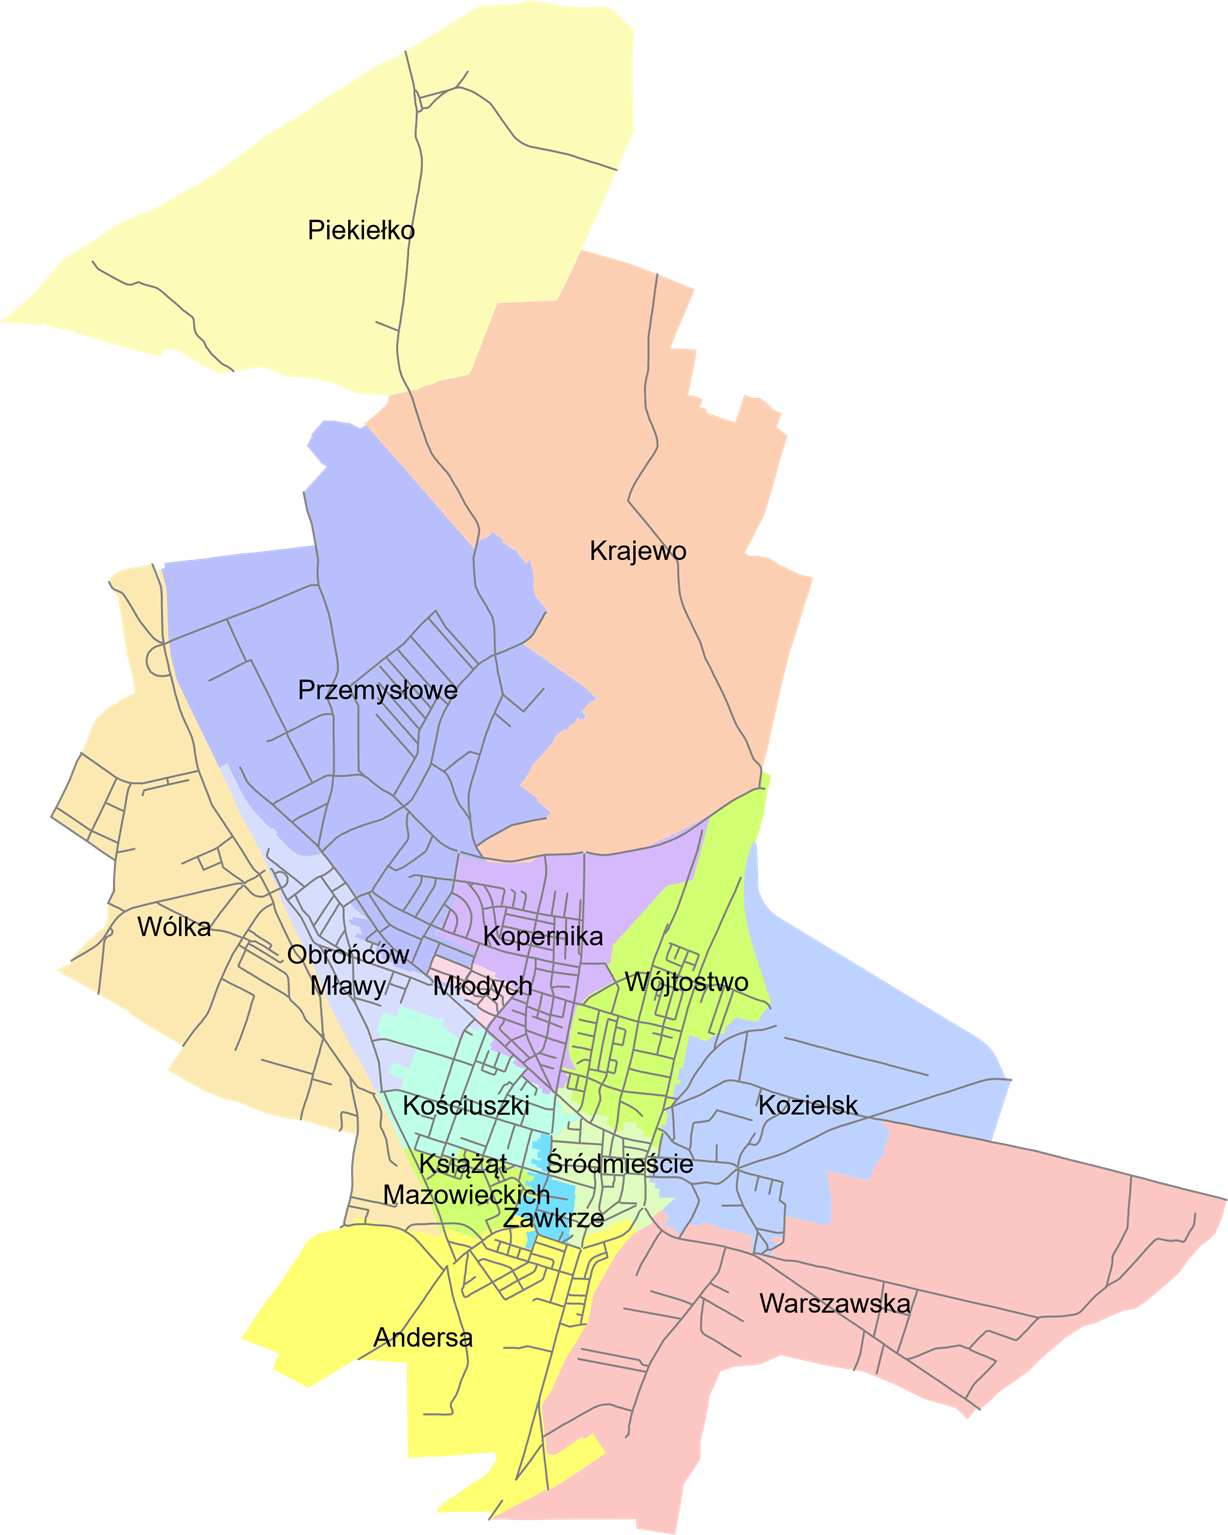 Piekiełko
Krajewo
Przemysłowe
Wólka
Obrońców
Mławy
Kopernika
Młodych
Wójtostwo
Kościuszki
Kozielsk
Książąt
Mazowieckich
Śródmieście
Zawkrze
Warszawska
Andersa